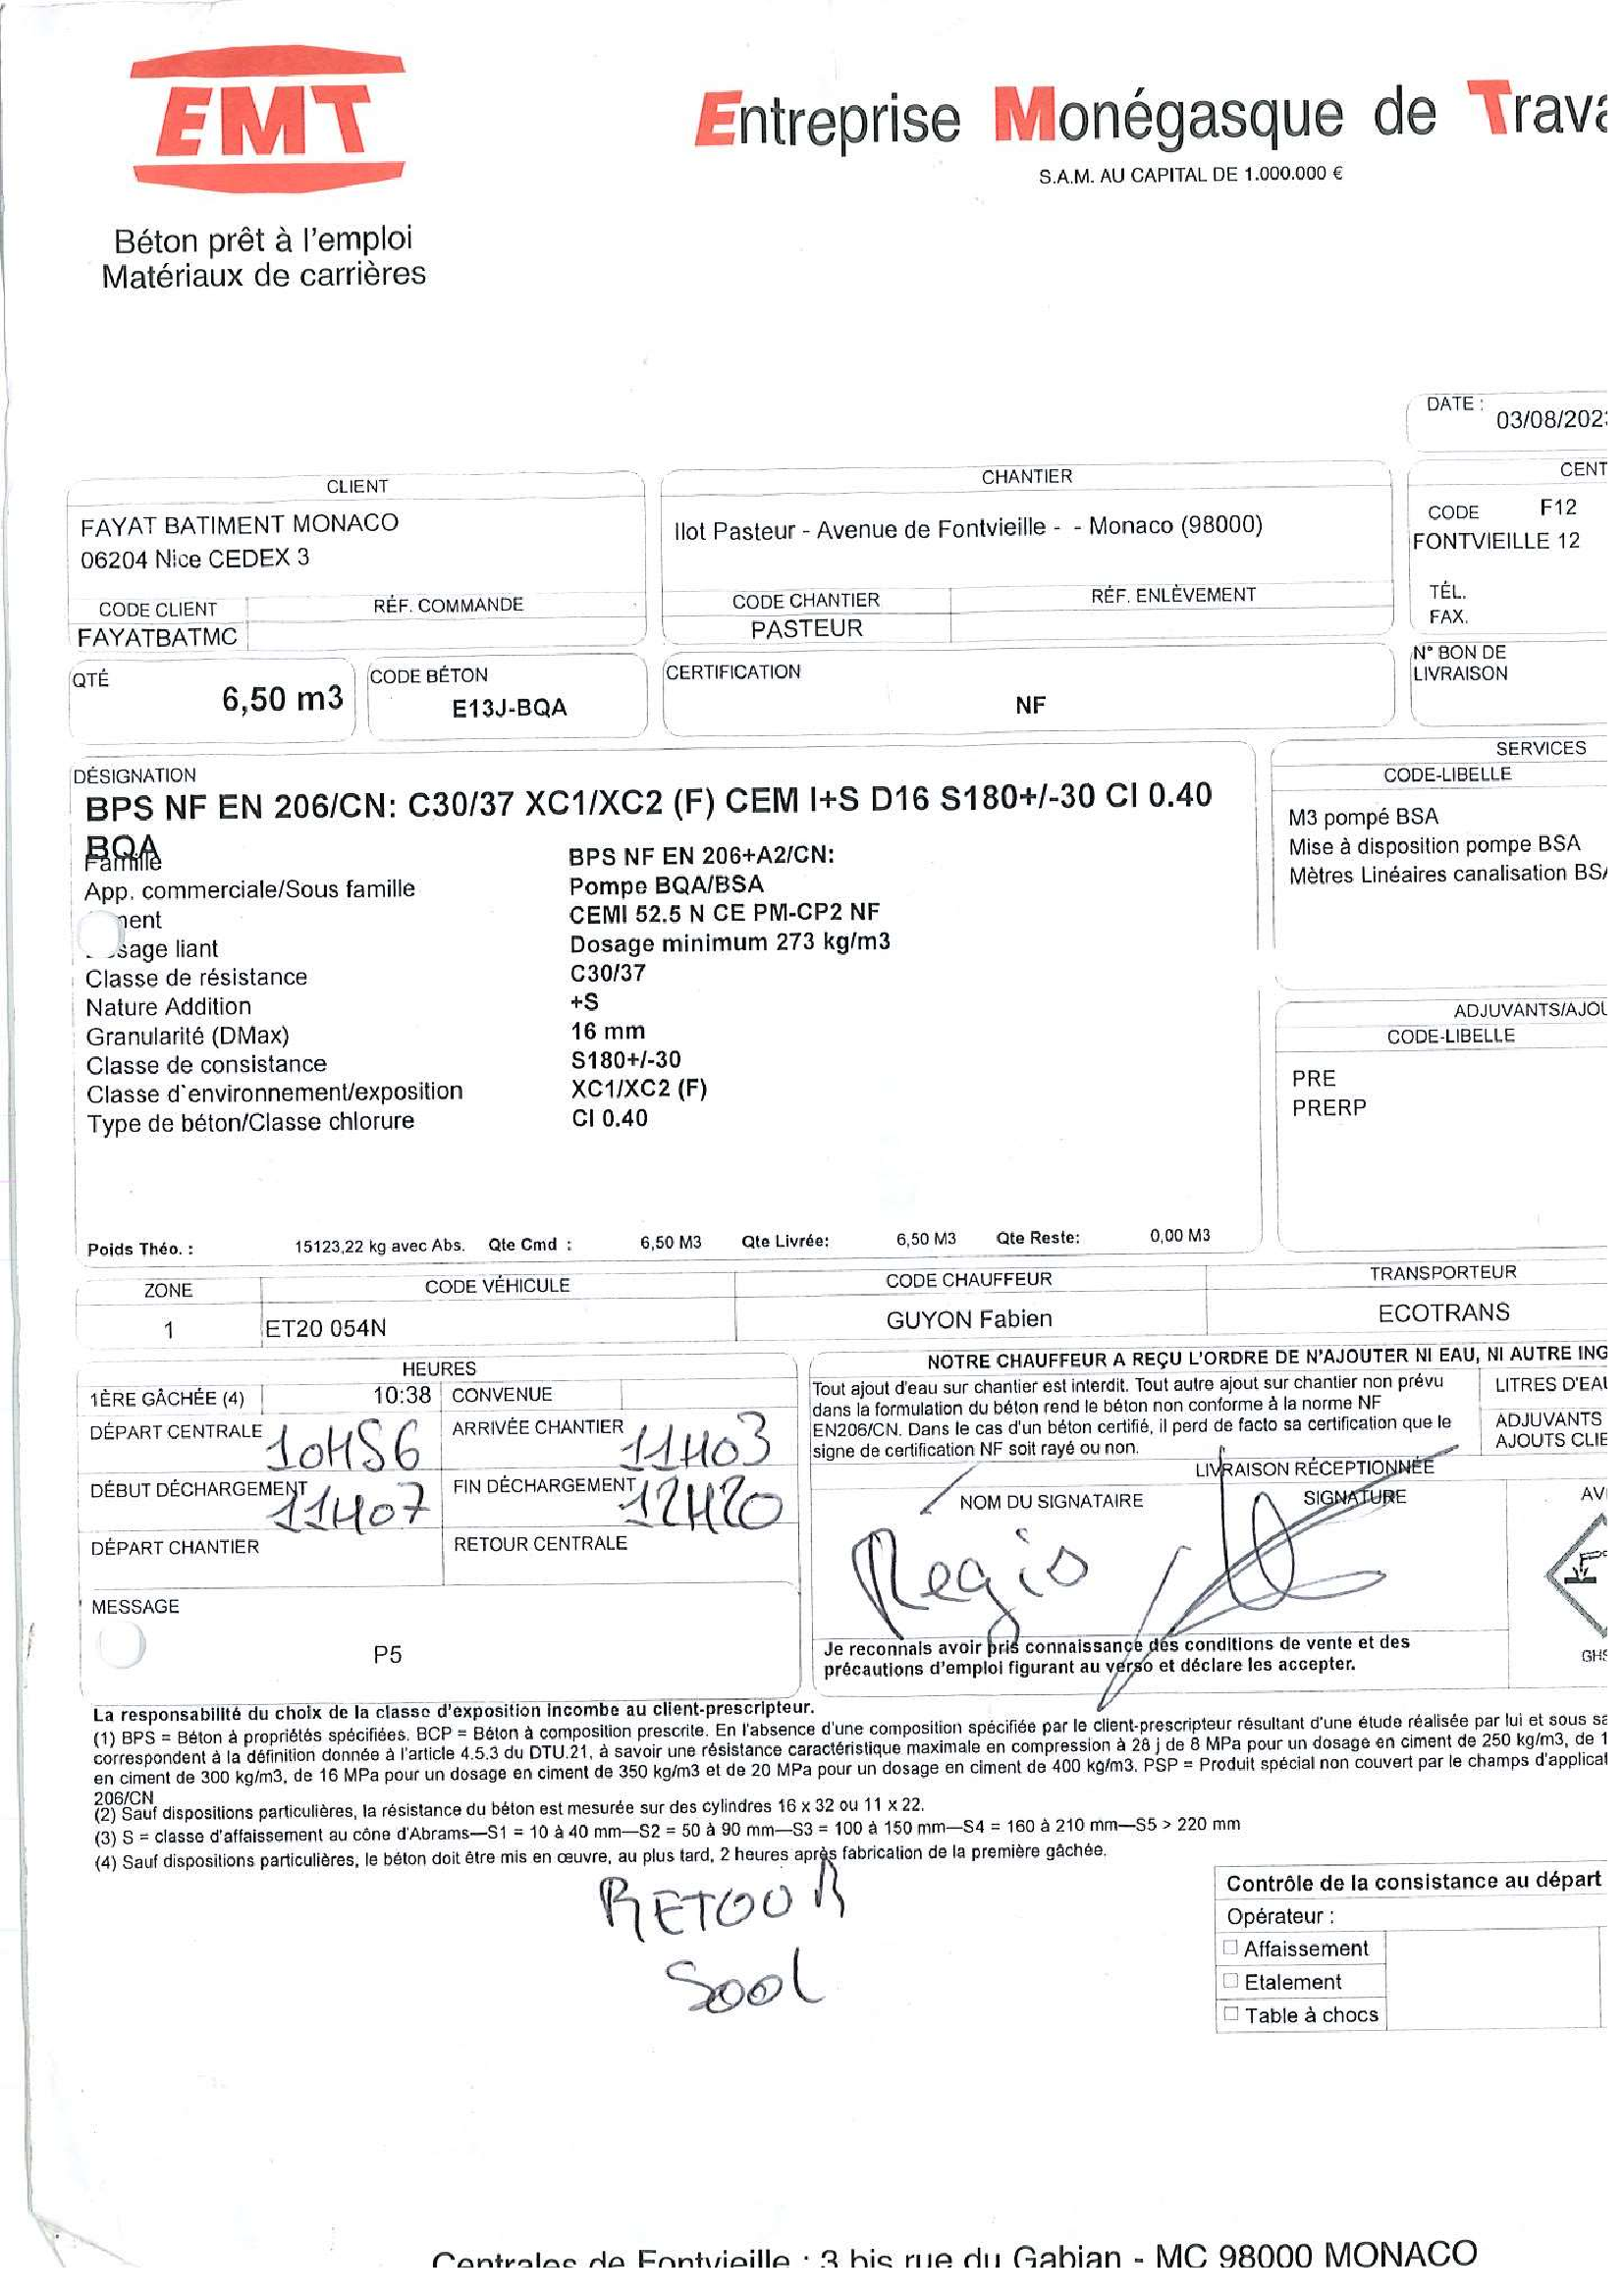 EMT
Entreprise Monégasque de Trava
S.A.M. AU CAPITAL DE 1.000.000 €
Béton prêt à l'emploi
Matériaux de carrières
DATE :
03/08/202
CLIENT
FAYAT BATIMENT MONACO
06204 Nice CEDEX 3
CODE CLIENT
RÉF. COMMANDE
FAYATBATMC
CHANTIER
Ilot Pasteur - Avenue de Fontvieille - - Monaco (98000)
CODE CHANTIER
RÉF. ENLÈVEMENT
PASTEUR
CENT
CODE F12
FONTVIEILLE 12
TÉL.
FAX.
QTÉ
6,50 m3
CODE BÉTON
E13J-BQA
CERTIFICATION
NF
N° BON DE
LIVRAISON
DÉSIGNATION
BPS NF EN 206/CN: C30/37 XC1/XC2 (F) CEM I+S D16 S180+/-30 Cl 0.40
BQA
Famille BPS NF EN 206+A2/CN:
App. commerciale/Sous famille Pompe BQA/BSA
ment CEMI 52.5 N CE PM-CP2 NF
sage liant Dosage minimum 273 kg/m3
Classe de résistance C30/37
Nature Addition +S
Granularité (DMax) 16 mm
Classe de consistance S180+/-30
Classe d'environnement/exposition XC1/XC2 (F)
Type de béton/Classe chlorure Cl 0.40
Poids Théo. : 15123,22 kg avec Abs. Qte Cmd : 6,50 M3 Qte Livrée: 6,50 M3 Qte Reste: 0,00 M3
SERVICES
CODE-LIBELLE
M3 pompé BSA
Mise à disposition pompe BSA
Mètres Linéaires canalisation BSA
ADJUVANTS/AJOU
CODE-LIBELLE
PRE
PRERP
ZONE
CODE VÉHICULE
CODE CHAUFFEUR
TRANSPORTEUR
1
ET20 054N
GUYON Fabien
ECOTRANS
HEURES
1ÈRE GÂCHÉE (4) 10:38 CONVENUE
DÉPART CENTRALE 10H56 ARRIVÉE CHANTIER 11H03
DÉBUT DÉCHARGEMENT 11H07 FIN DÉCHARGEMENT 12H20
DÉPART CHANTIER RETOUR CENTRALE
MESSAGE
P5
NOTRE CHAUFFEUR A REÇU L'ORDRE DE N'AJOUTER NI EAU, NI AUTRE ING
Tout ajout d'eau sur chantier est interdit. Tout autre ajout sur chantier non prévu
dans la formulation du béton rend le béton non conforme à la norme NF
EN206/CN. Dans le cas d'un béton certifié, il perd de facto sa certification que le
signe de certification NF soit rayé ou non.
LITRES D'EAU
ADJUVANTS
AJOUTS CLIE
LIVRAISON RÉCEPTIONNÉE
NOM DU SIGNATAIRE
SIGNATURE
Regis
AV
GHS
Je reconnais avoir pris connaissance des conditions de vente et des
précautions d'emploi figurant au verso et déclare les accepter.
La responsabilité du choix de la classe d'exposition incombe au client-prescripteur.
(1) BPS = Béton à propriétés spécifiées. BCP = Béton à composition prescrite. En l'absence d'une composition spécifiée par le client-prescripteur résultant d'une étude réalisée par lui et sous sa
correspondent à la définition donnée à l'article 4.5.3 du DTU.21, à savoir une résistance caractéristique maximale en compression à 28 j de 8 MPa pour un dosage en ciment de 250 kg/m3, de 1
en ciment de 300 kg/m3, de 16 MPa pour un dosage en ciment de 350 kg/m3 et de 20 MPa pour un dosage en ciment de 400 kg/m3. PSP = Produit spécial non couvert par le champs d'applicat
206/CN
(2) Sauf dispositions particulières, la résistance du béton est mesurée sur des cylindres 16 x 32 ou 11 x 22.
(3) S = classe d'affaissement au cône d'Abrams—S1 = 10 à 40 mm—S2 = 50 à 90 mm—S3 = 100 à 150 mm—S4 = 160 à 210 mm—S5 > 220 mm
(4) Sauf dispositions particulières, le béton doit être mis en œuvre, au plus tard, 2 heures après fabrication de la première gâchée.
RETOUR
500L
Contrôle de la consistance au départ
Opérateur :
Affaissement
Etalement
Table à chocs
Centrales de Fontvieille : 3 bis rue du Gabian - MC 98000 MONACO